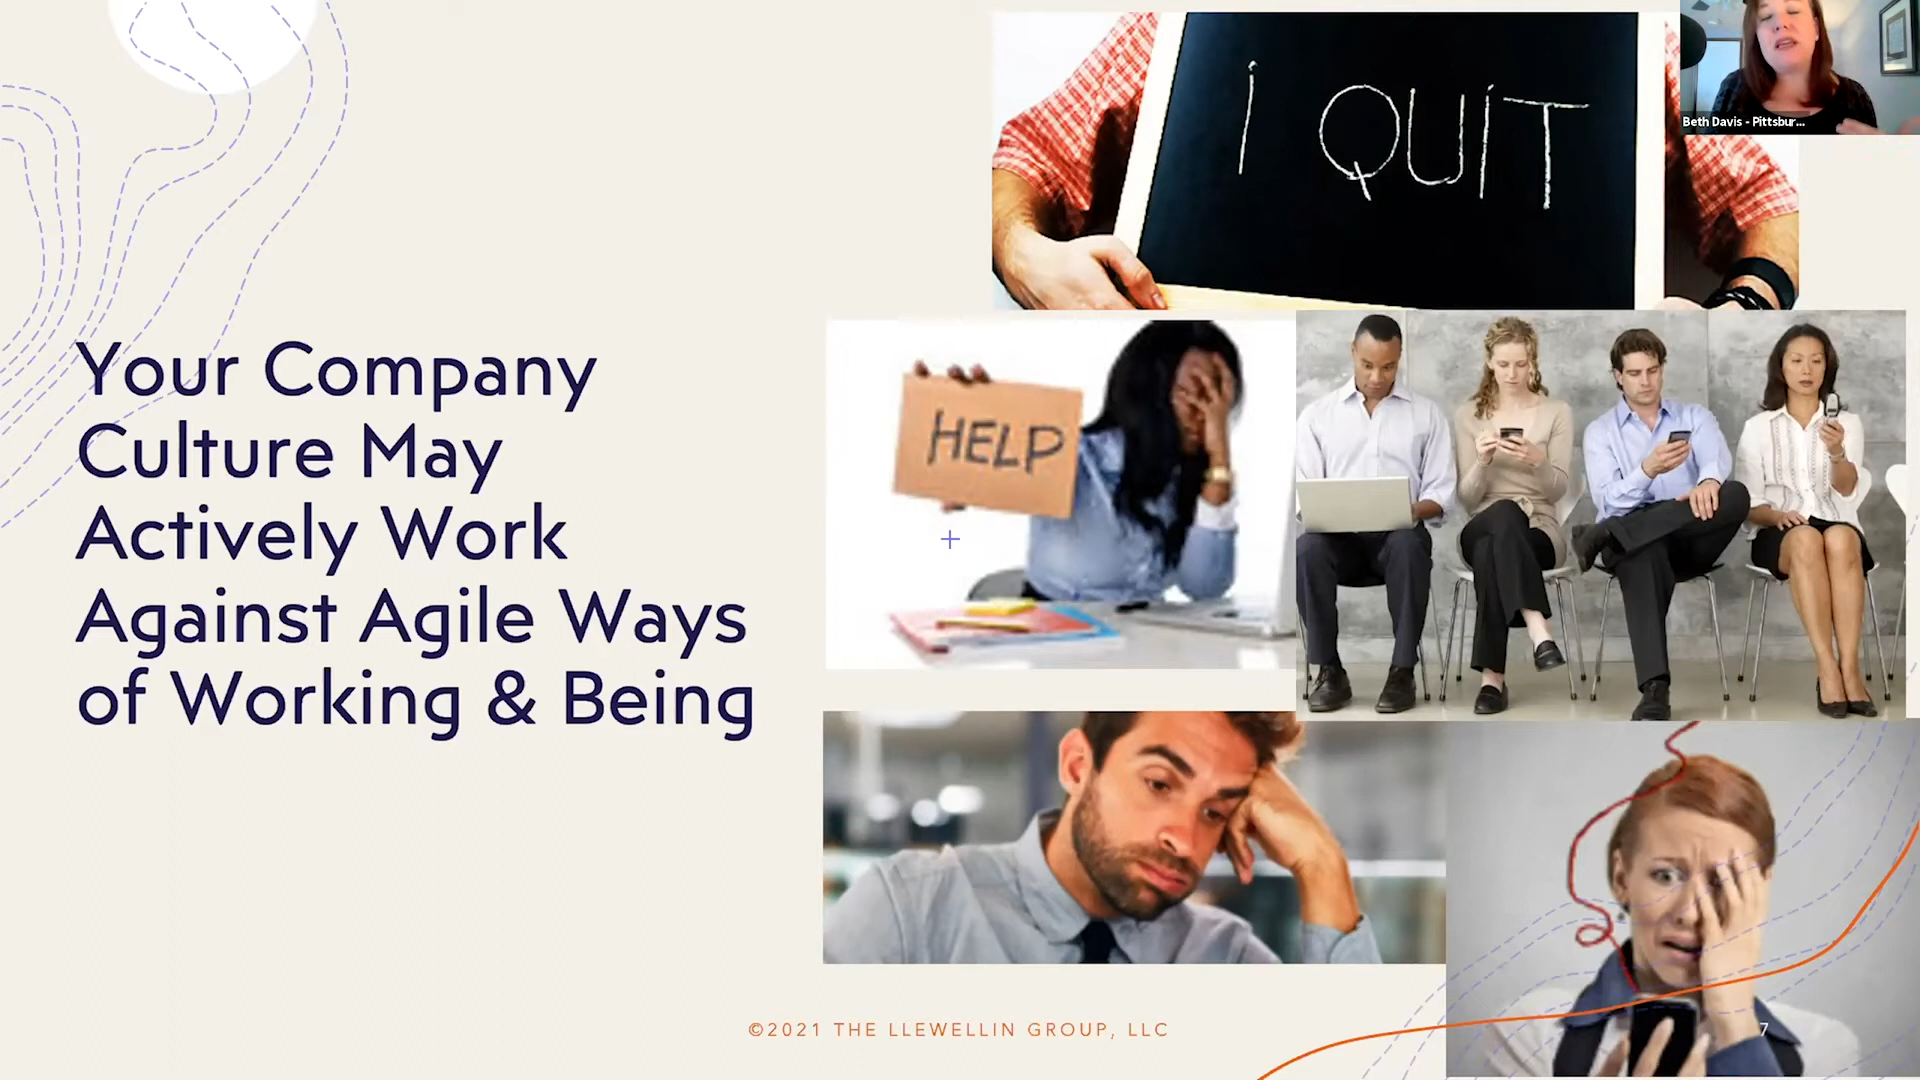 Your Company
Culture May
Actively Work
Against Agile Ways
of Working & Being
I QUIT
Beth Davis - Pittsbur...
HELP
©2021 THE LLEWELLIN GROUP, LLC
7